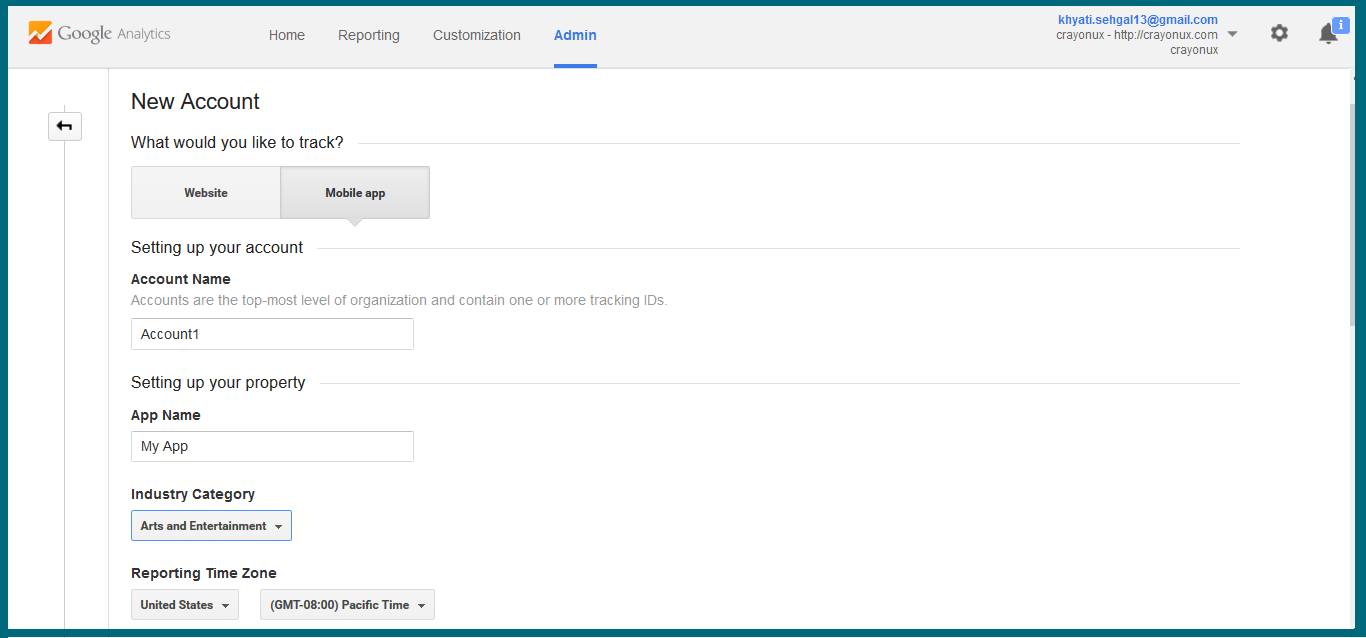 Google Analytics
Home Reporting Customization Admin
khyati.sehgal13@gmail.com
crayonux - http://crayonux.com
crayonux
i
New Account
What would you like to track?
Website Mobile app
Setting up your account
Account Name
Accounts are the top-most level of organization and contain one or more tracking IDs.
Account1
Setting up your property
App Name
My App
Industry Category
Arts and Entertainment
Reporting Time Zone
United States (GMT-08:00) Pacific Time